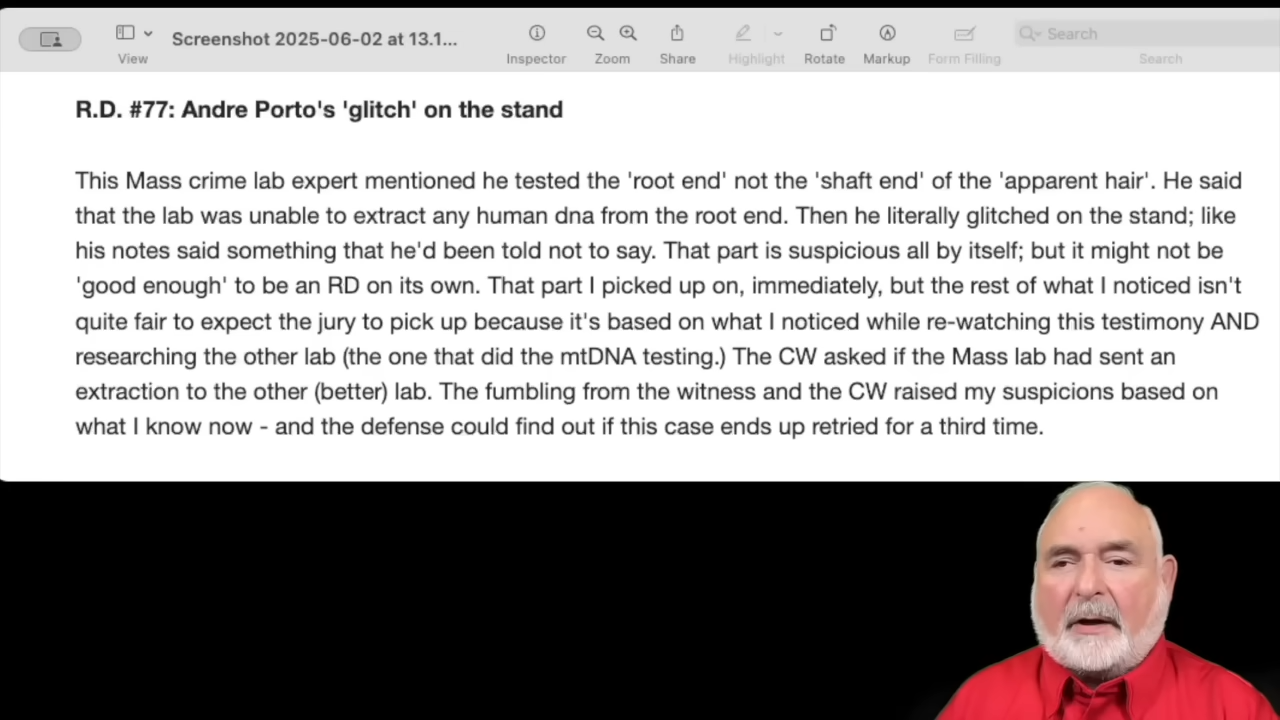 Screenshot 2025-06-02 at 13.1...
View
Inspector
Zoom
Share
Highlight
Rotate
Markup
Form Filling
Search
Search
R.D. #77: Andre Porto's 'glitch' on the stand
This Mass crime lab expert mentioned he tested the 'root end' not the 'shaft end' of the 'apparent hair'. He said
that the lab was unable to extract any human dna from the root end. Then he literally glitched on the stand; like
his notes said something that he'd been told not to say. That part is suspicious all by itself; but it might not be
'good enough' to be an RD on its own. That part I picked up on, immediately, but the rest of what I noticed isn't
quite fair to expect the jury to pick up because it's based on what I noticed while re-watching this testimony AND
researching the other lab (the one that did the mtDNA testing.) The CW asked if the Mass lab had sent an
extraction to the other (better) lab. The fumbling from the witness and the CW raised my suspicions based on
what I know now - and the defense could find out if this case ends up retried for a third time.